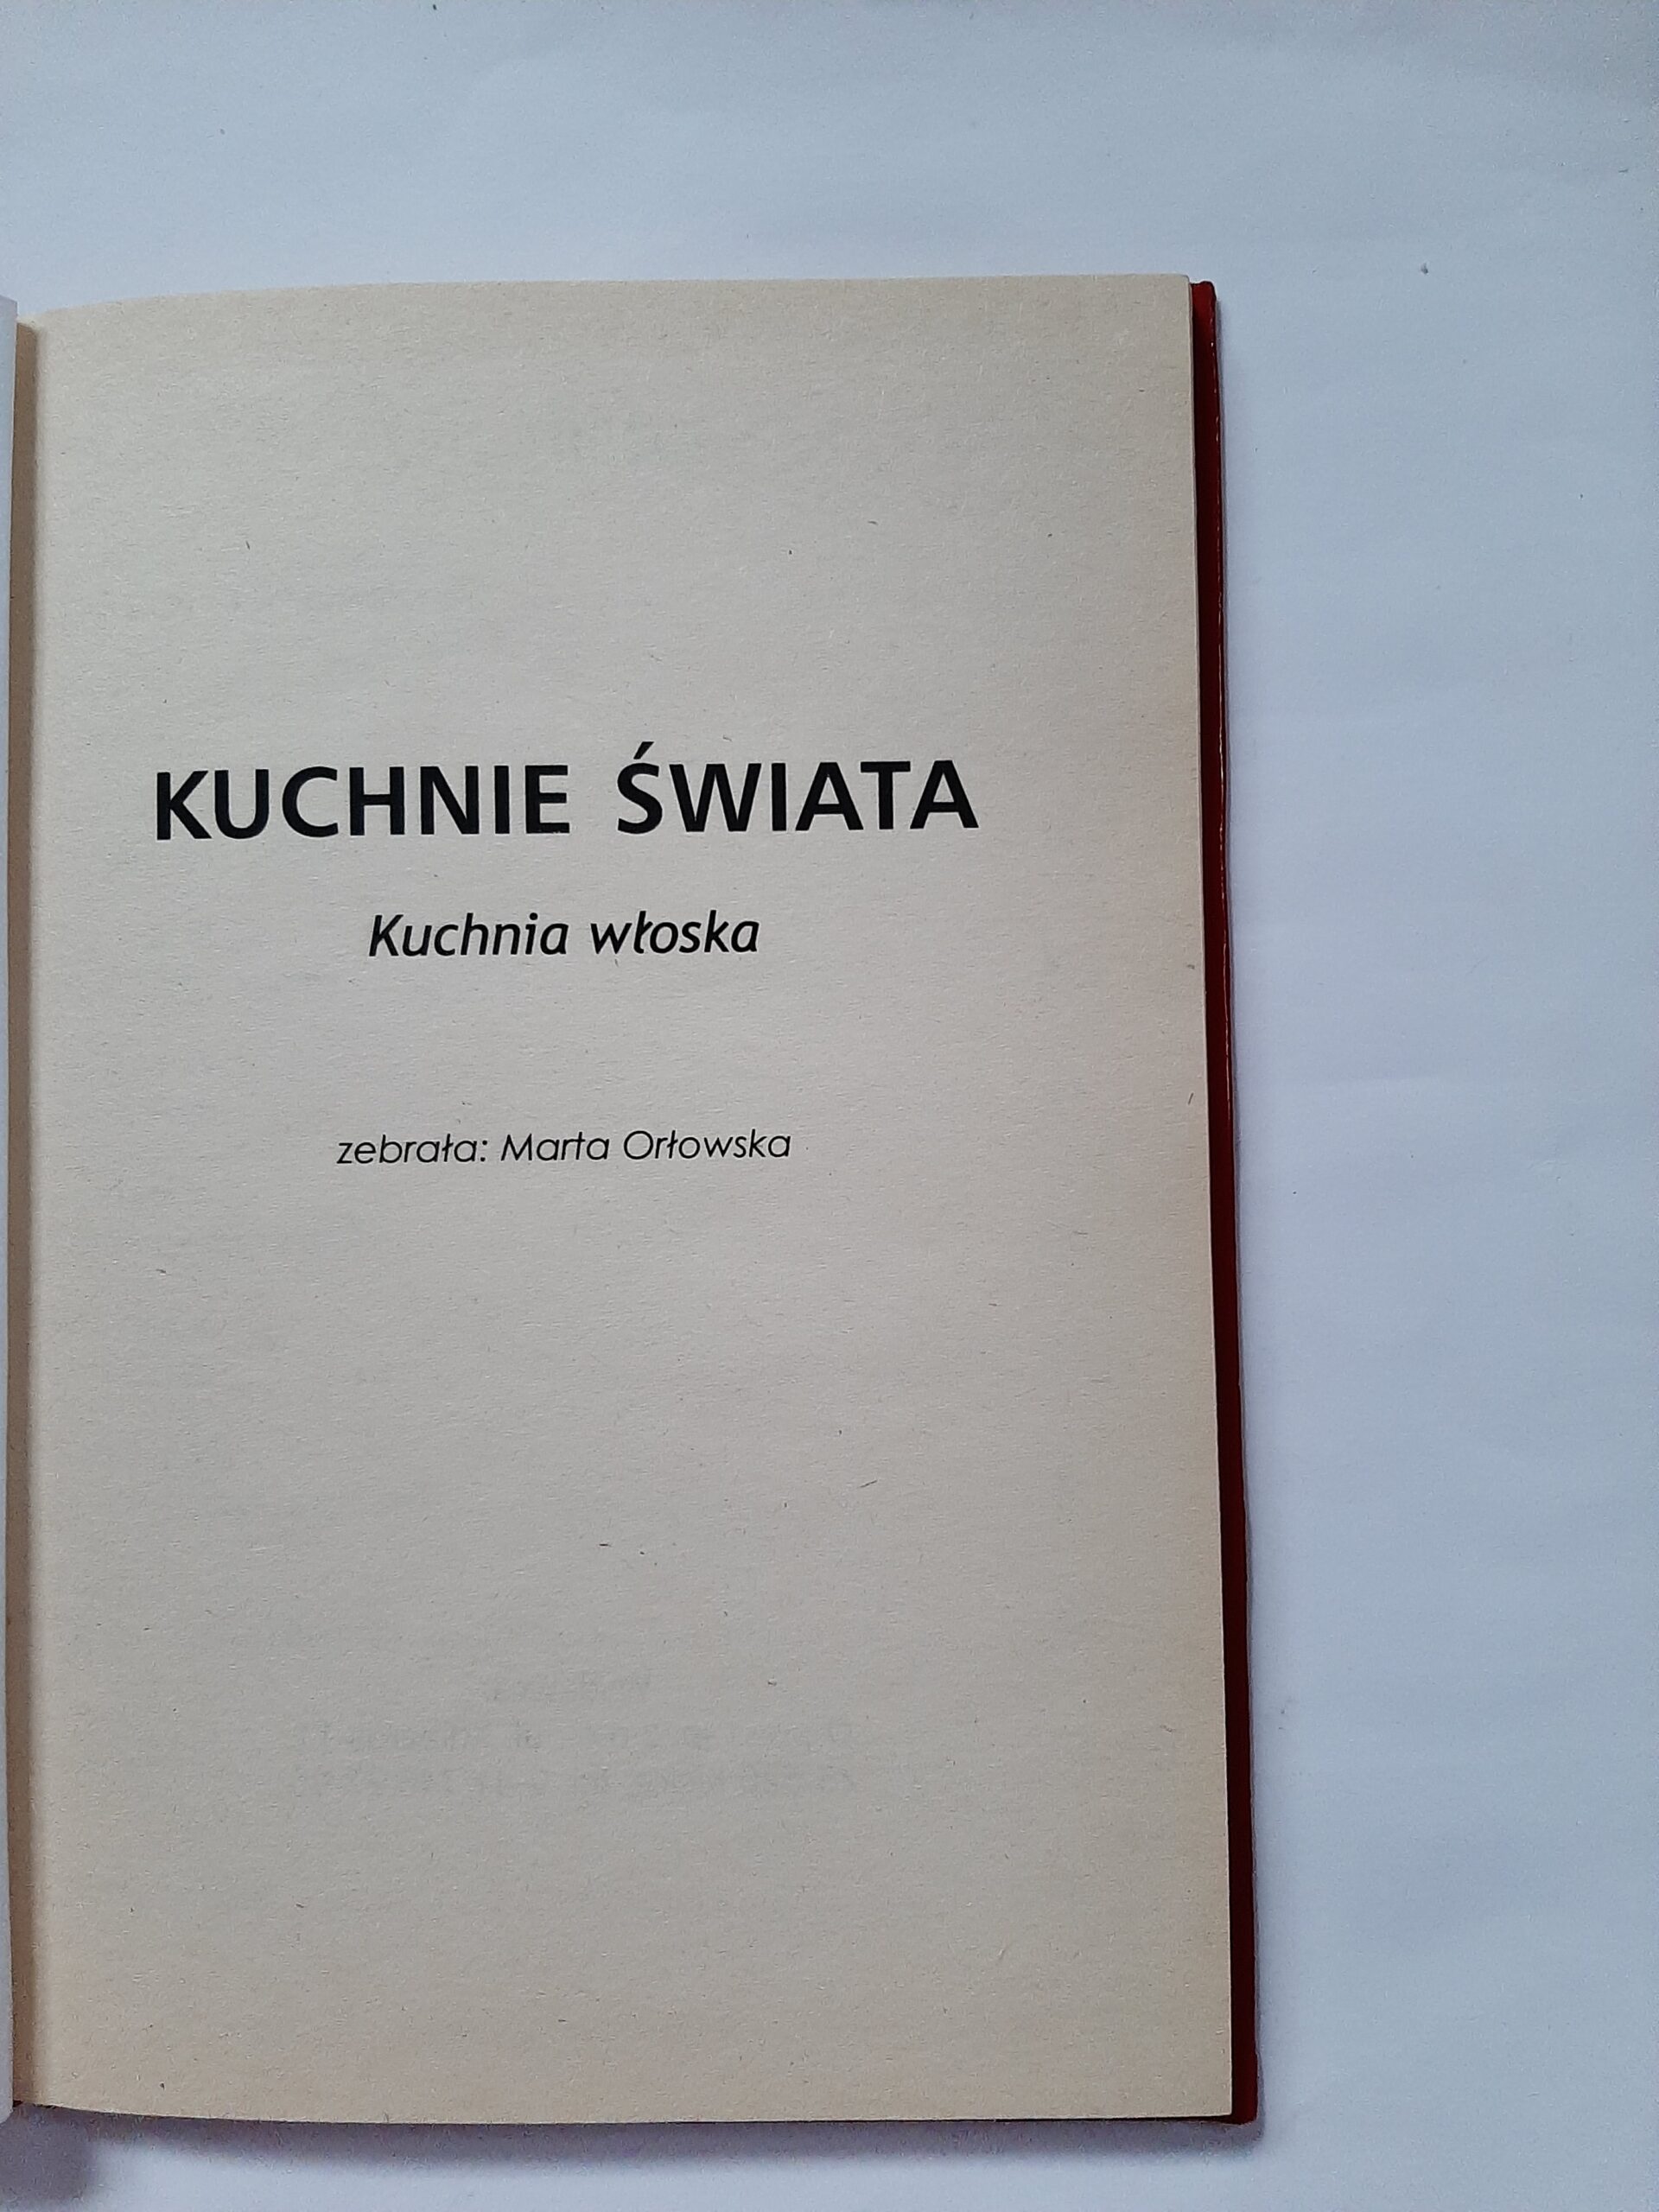 KUCHNIE ŚWIATA
Kuchnia włoska
zebrała: Marta Orłowska